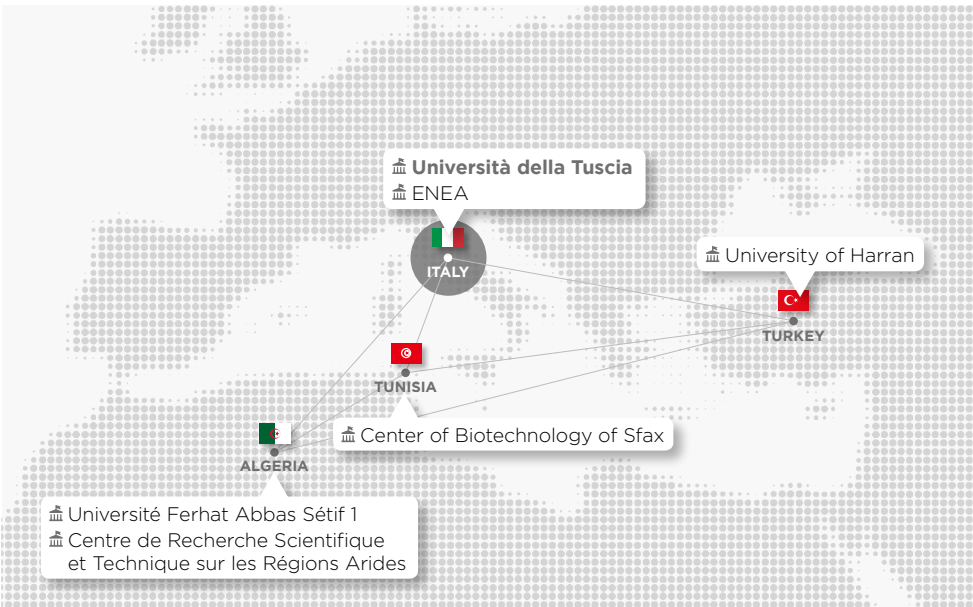 Università della Tuscia
ENEA
University of Harran
ITALY
TURKEY
TUNISIA
Center of Biotechnology of Sfax
ALGERIA
Université Ferhat Abbas Sétif 1
Centre de Recherche Scientifique
et Technique sur les Régions Arides